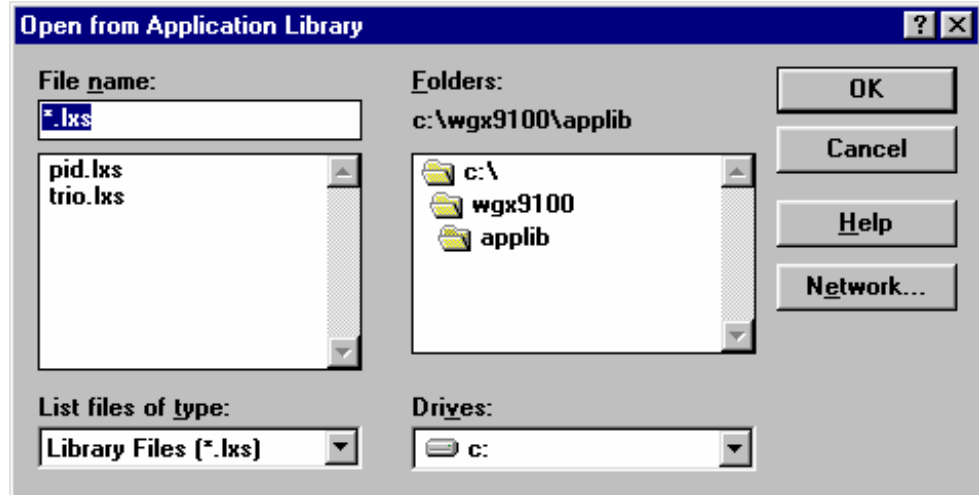 Open from Application Library
File name:
*.lxs
pid.lxs
trio.lxs
List files of type:
Library Files (*.lxs)
Folders:
c:\wgx9100\applib
c:\
wgx9100
applib
Drives:
c:
OK
Cancel
Help
Network...